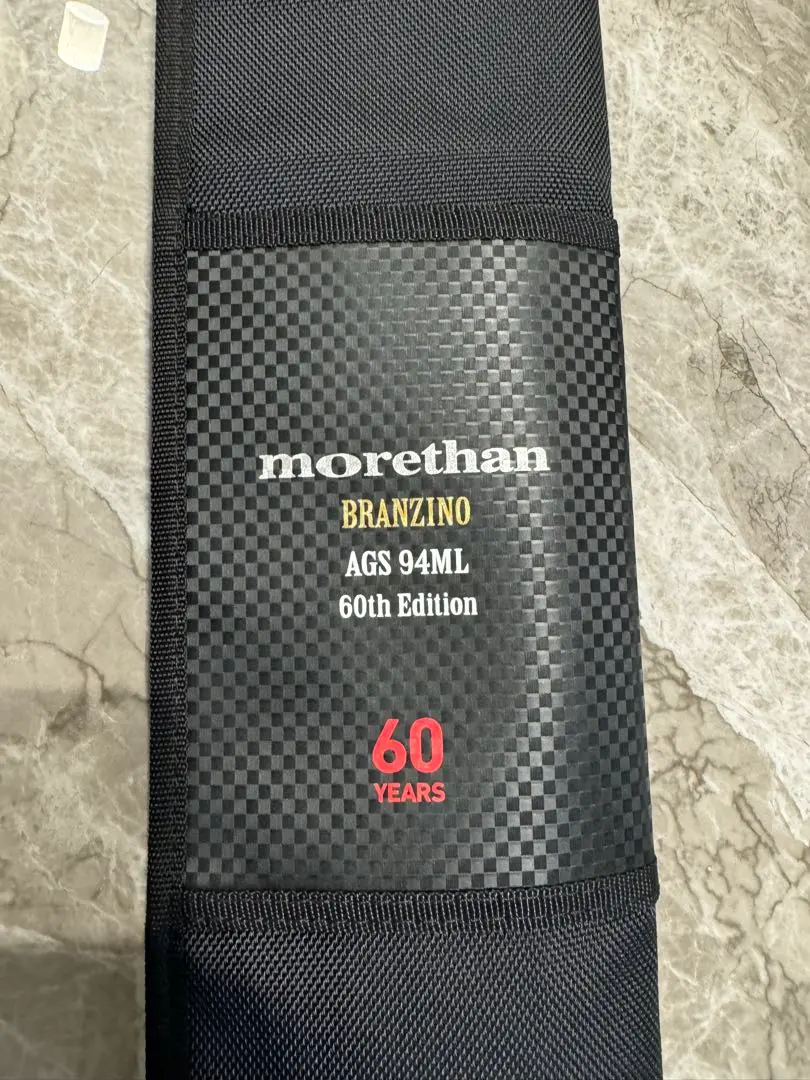 morethan
BRANZINO
AGS 94ML
60th Edition
60
YEARS